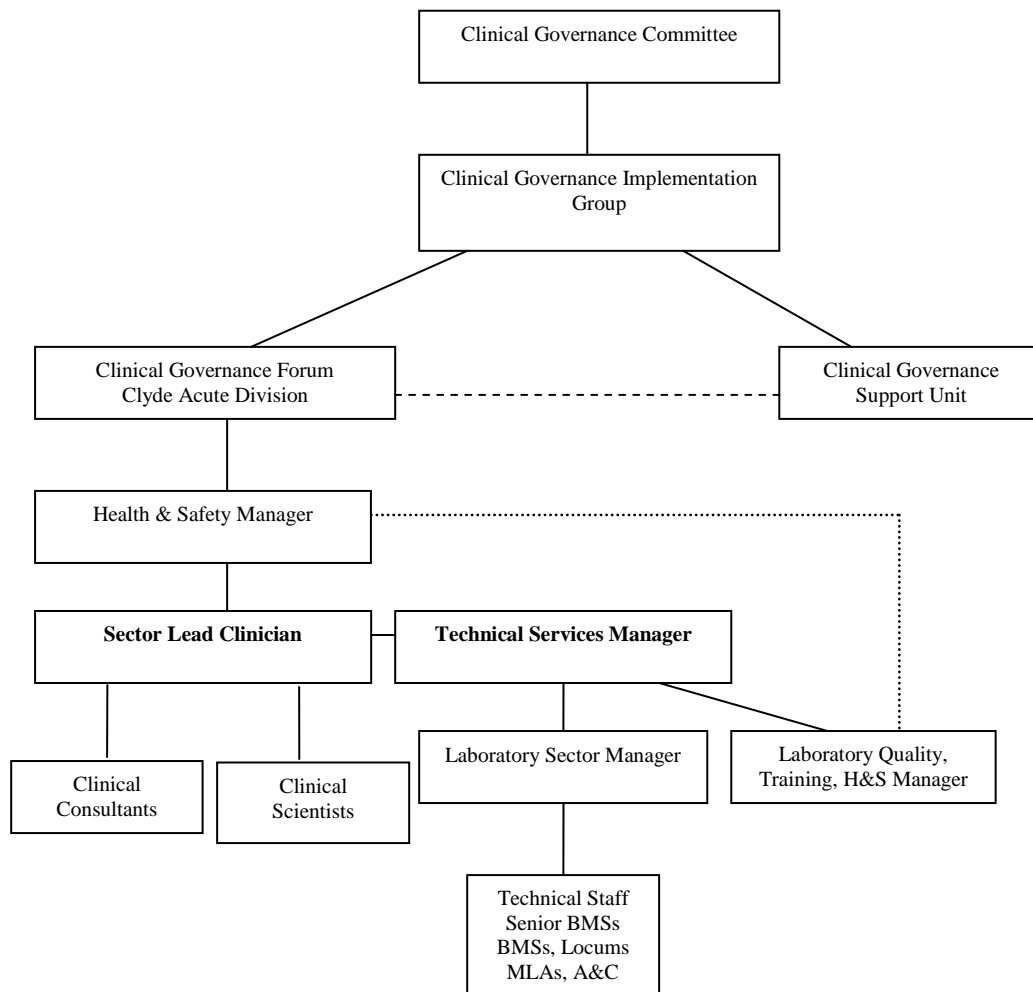 Clinical Governance Committee
Clinical Governance Implementation
Group
Clinical Governance Forum
Clyde Acute Division
Clinical Governance
Support Unit
Health & Safety Manager
Sector Lead Clinician
Technical Services Manager
Laboratory Sector Manager
Laboratory Quality,
Training, H&S Manager
Clinical
Consultants
Clinical
Scientists
Technical Staff
Senior BMSs
BMSs, Locums
MLAs, A&C